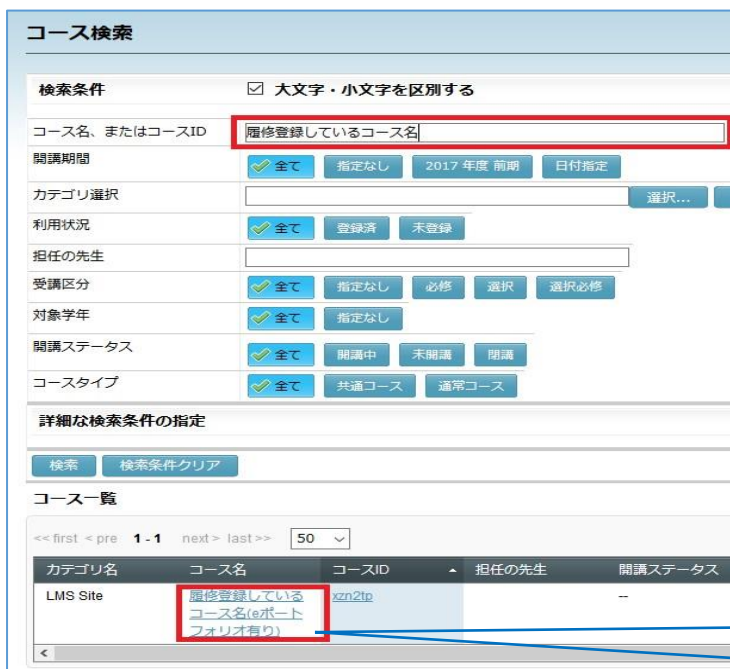 コース検索
検索条件 大文字・小文字を区別する
コース名、またはコースID 履修登録しているコース名
開講期間 全て 指定なし 2017 年度 前期 日付指定
カテゴリ選択 選択...
利用状況 全て 登録済 未登録
担任の先生
受講区分 全て 指定なし 必修 選択 選択必修
対象学年 全て 指定なし
開講ステータス 全て 開講中 未開講 閉講
コースタイプ 全て 共通コース 通常コース
詳細な検索条件の指定
検索 検索条件クリア
コース一覧
<< first < pre 1 - 1 next > last >> 50
カテゴリ名 コース名 コースID 担任の先生 開講ステータス
LMS Site 履修登録している xzn2tp --
コース名(eポート
フォリオ有り)